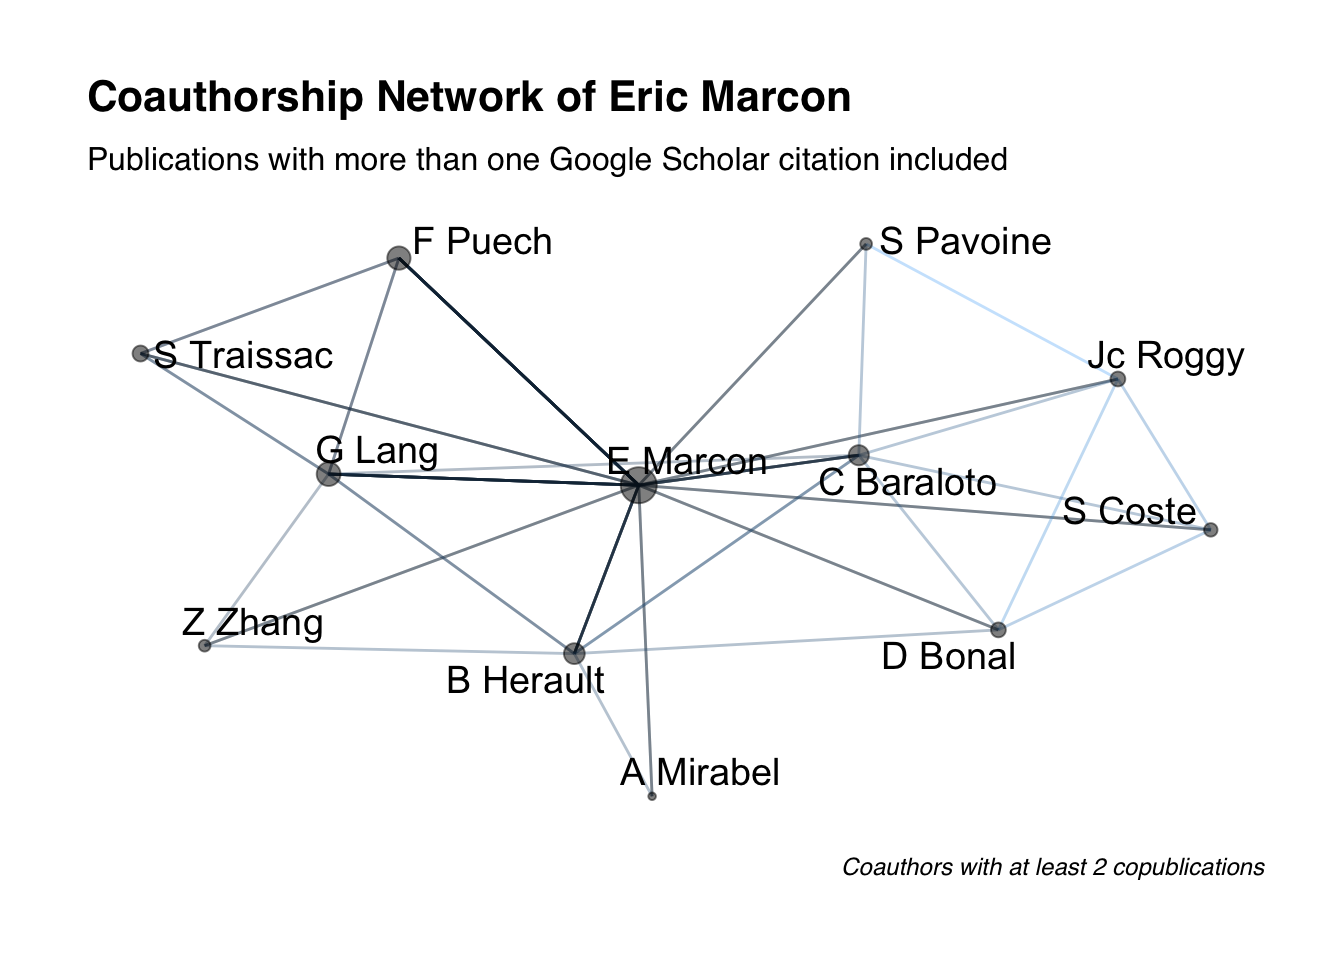 Coauthorship Network of Eric Marcon
Publications with more than one Google Scholar citation included
F Puech
S Pavoine
S Traissac
Jc Roggy
G Lang
E Marcon
C Baraloto
S Coste
Z Zhang
B Herault
D Bonal
A Mirabel
Coauthors with at least 2 copublications